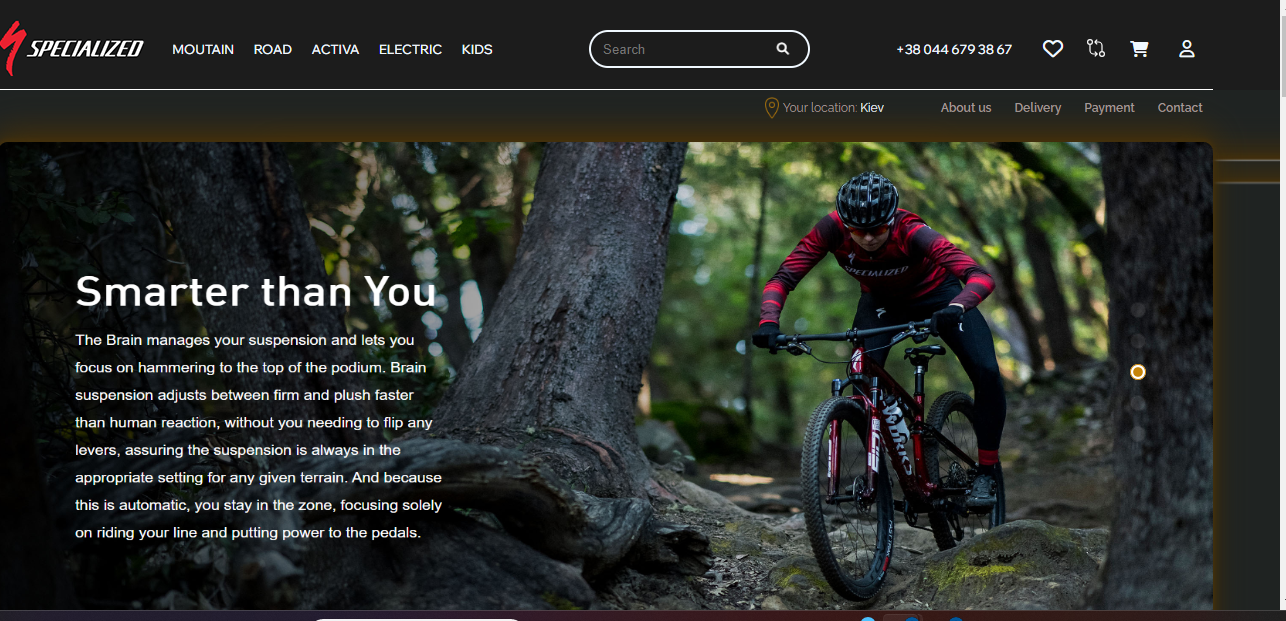 SPECIALIZED MOUTAIN ROAD ACTIVA ELECTRIC KIDS Search +38 044 679 38 67
Your location: Kiev About us Delivery Payment Contact
SPECIALIZED
Smarter than You
The Brain manages your suspension and lets you
focus on hammering to the top of the podium. Brain
suspension adjusts between firm and plush faster
than human reaction, without you needing to flip any
levers, assuring the suspension is always in the
appropriate setting for any given terrain. And because
this is automatic, you stay in the zone, focusing solely
on riding your line and putting power to the pedals.